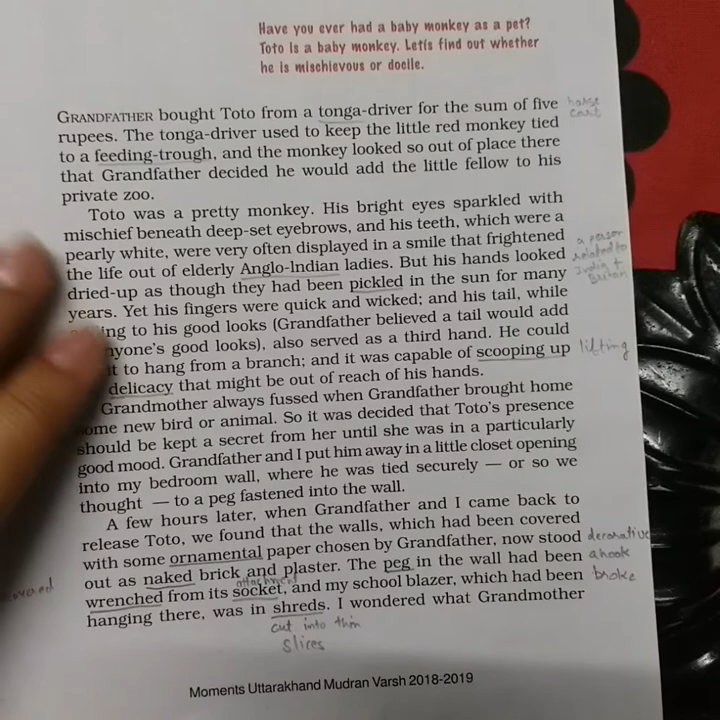 Have you ever had a baby monkey as a pet?
Toto is a baby monkey. Letís find out whether
he is mischievous or docile.
GRANDFATHER bought Toto from a tonga-driver for the sum of five
horse cart
rupees. The tonga-driver used to keep the little red monkey tied
to a feeding-trough, and the monkey looked so out of place there
that Grandfather decided he would add the little fellow to his
private zoo.
Toto was a pretty monkey. His bright eyes sparkled with
mischief beneath deep-set eyebrows, and his teeth, which were a
pearly white, were very often displayed in a smile that frightened
the life out of elderly Anglo-Indian ladies. But his hands looked
a person
related to
dried-up as though they had been pickled in the sun for many
years. Yet his fingers were quick and wicked; and his tail, while
ing to his good looks (Grandfather believed a tail would add
nyone's good looks), also served as a third hand. He could
it to hang from a branch; and it was capable of scooping up
lifting
delicacy that might be out of reach of his hands.
Grandmother always fussed when Grandfather brought home
ome new bird or animal. So it was decided that Toto's presence
should be kept a secret from her until she was in a particularly
good mood. Grandfather and I put him away in a little closet opening
into my bedroom wall, where he was tied securely — or so we
thought — to a peg fastened into the wall.
A few hours later, when Grandfather and I came back to
release Toto, we found that the walls, which had been covered
with some ornamental paper chosen by Grandfather, now stood
decorative
out as naked brick and plaster. The peg in the wall had been
a hook
attachment
wrenched from its socket, and my school blazer, which had been
broke
hanging there, was in shreds. I wondered what Grandmother
cut into thin
slices
Moments Uttarakhand Mudran Varsh 2018-2019